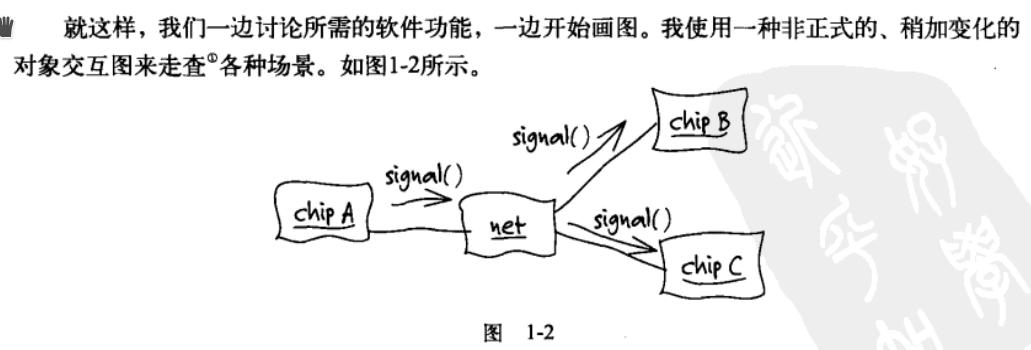 就这样，我们一边讨论所需的软件功能，一边开始画图。我使用一种非正式的、稍加变化的
对象交互图来走查①各种场景。如图1-2所示。
chip B
signal()
signal()
chip A
net
signal()
chip C
图 1-2